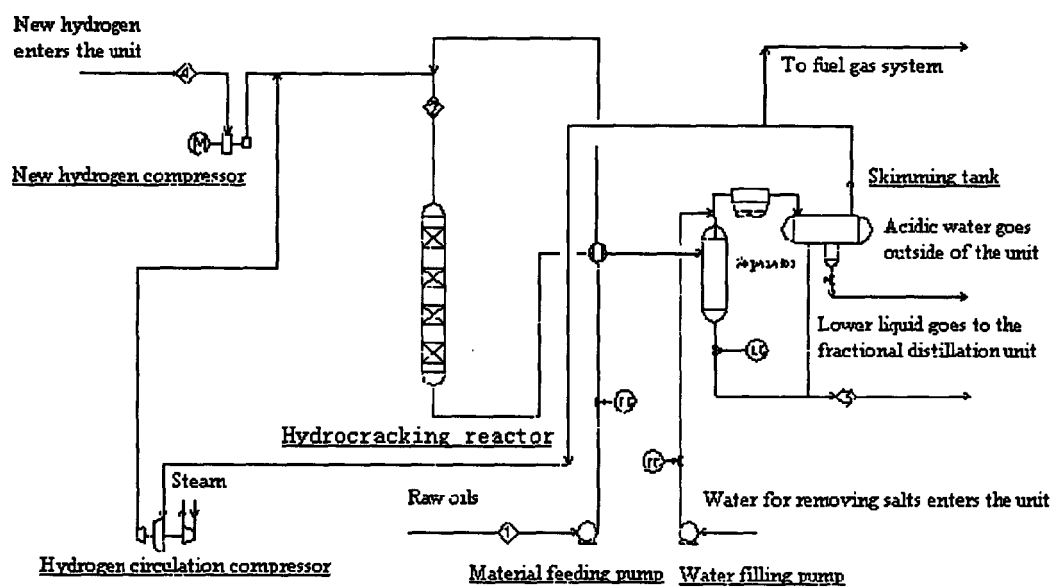 New hydrogen
enters the unit
4
M
New hydrogen compressor
To fuel gas system
Skimming tank
Acidic water goes
outside of the unit
Lower liquid goes to the
fractional distillation unit
Hydrocracking reactor
Steam
Raw oils
1
Water for removing salts enters the unit
Hydrogen circulation compressor
Material feeding pump
Water filling pump